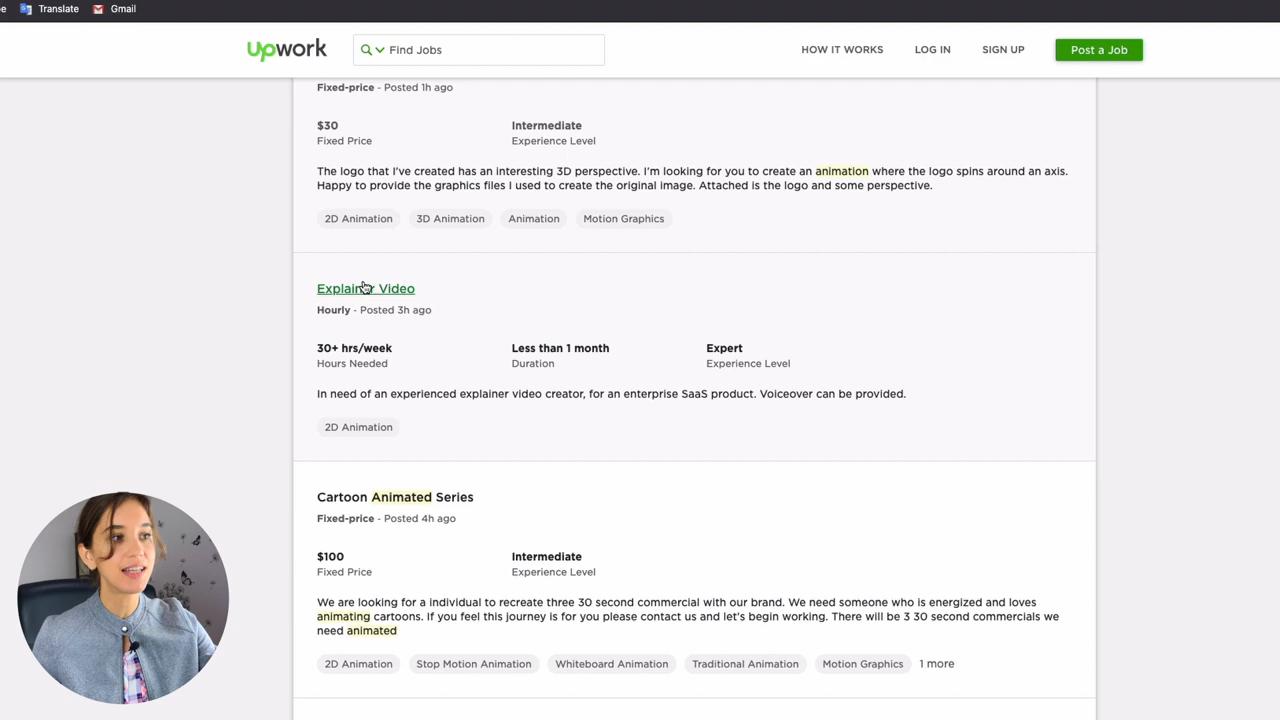 Translate Gmail
upwork Find Jobs HOW IT WORKS LOG IN SIGN UP Post a Job
Fixed-price - Posted 1h ago
$30 Intermediate
Fixed Price Experience Level
The logo that I've created has an interesting 3D perspective. I'm looking for you to create an animation where the logo spins around an axis.
Happy to provide the graphics files I used to create the original image. Attached is the logo and some perspective.
2D Animation 3D Animation Animation Motion Graphics
Explainer Video
Hourly - Posted 3h ago
30+ hrs/week Less than 1 month Expert
Hours Needed Duration Experience Level
In need of an experienced explainer video creator, for an enterprise SaaS product. Voiceover can be provided.
2D Animation
Cartoon Animated Series
Fixed-price - Posted 4h ago
$100 Intermediate
Fixed Price Experience Level
We are looking for a individual to recreate three 30 second commercial with our brand. We need someone who is energized and loves
animating cartoons. If you feel this journey is for you please contact us and let's begin working. There will be 3 30 second commercials we
need animated
2D Animation Stop Motion Animation Whiteboard Animation Traditional Animation Motion Graphics 1 more